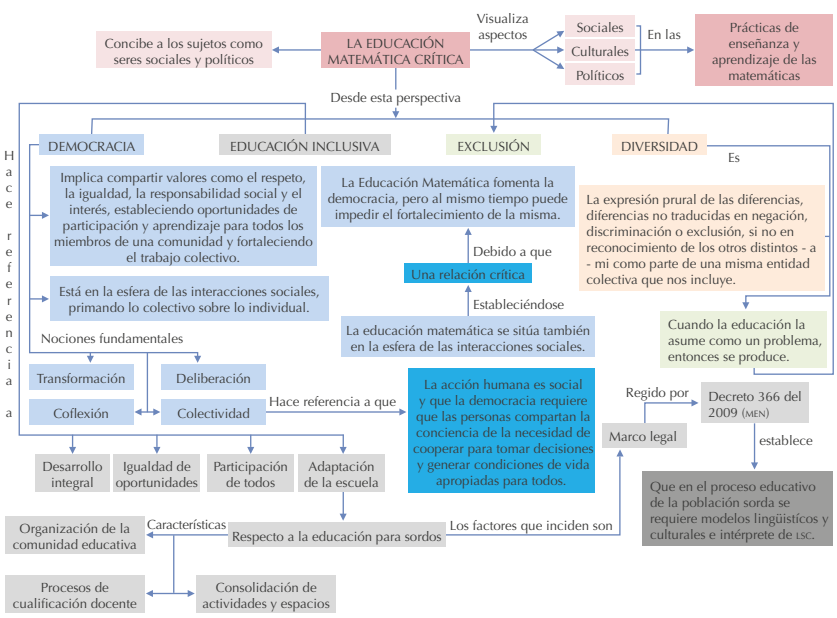 Visualiza
aspectos
Sociales
Culturales
Políticos
En las
Prácticas de
enseñanza y
aprendizaje de las
matemáticas
LA EDUCACIÓN
MATEMÁTICA CRÍTICA
Concibe a los sujetos como
seres sociales y políticos
Desde esta perspectiva
Hace referencia a
DEMOCRACIA
EDUCACIÓN INCLUSIVA
EXCLUSIÓN
DIVERSIDAD
Es
Implica compartir valores como el respeto,
la igualdad, la responsabilidad social y el
interés, estableciendo oportunidades de
participación y aprendizaje para todos los
miembros de una comunidad y fortaleciendo
el trabajo colectivo.
Está en la esfera de las interacciones sociales,
primando lo colectivo sobre lo individual.
Nociones fundamentales
Transformación
Deliberación
Coflexión
Colectividad
Hace referencia a que
La Educación Matemática fomenta la
democracia, pero al mismo tiempo puede
impedir el fortalecimiento de la misma.
Debido a que
Una relación crítica
Estableciéndose
La educación matemática se sitúa también
en la esfera de las interacciones sociales.
La acción humana es social
y que la democracia requiere
que las personas compartan la
conciencia de la necesidad de
cooperar para tomar decisiones
y generar condiciones de vida
apropiadas para todos.
La expresión prural de las diferencias,
diferencias no traducidas en negación,
discriminación o exclusión, si no en
reconocimiento de los otros distintos - a
- mi como parte de una misma entidad
colectiva que nos incluye.
Cuando la educación la
asume como un problema,
entonces se produce.
Desarrollo
integral
Igualdad de
oportunidades
Participación
de todos
Adaptación
de la escuela
Respecto a la educación para sordos
Características
Organización de la
comunidad educativa
Procesos de
cualificación docente
Consolidación de
actividades y espacios
Los factores que inciden son
Marco legal
Regido por
Decreto 366 del
2009 (MEN)
establece
Que en el proceso educativo
de la población sorda se
requiere modelos lingüistícos y
culturales e intérprete de LSC.